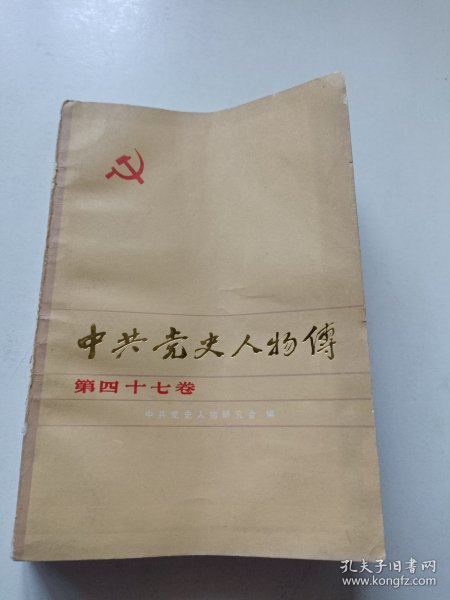 中共党史人物傳
第四十七卷
中共党史人物研究会 编
孔夫子旧书网
www.kongfz.com